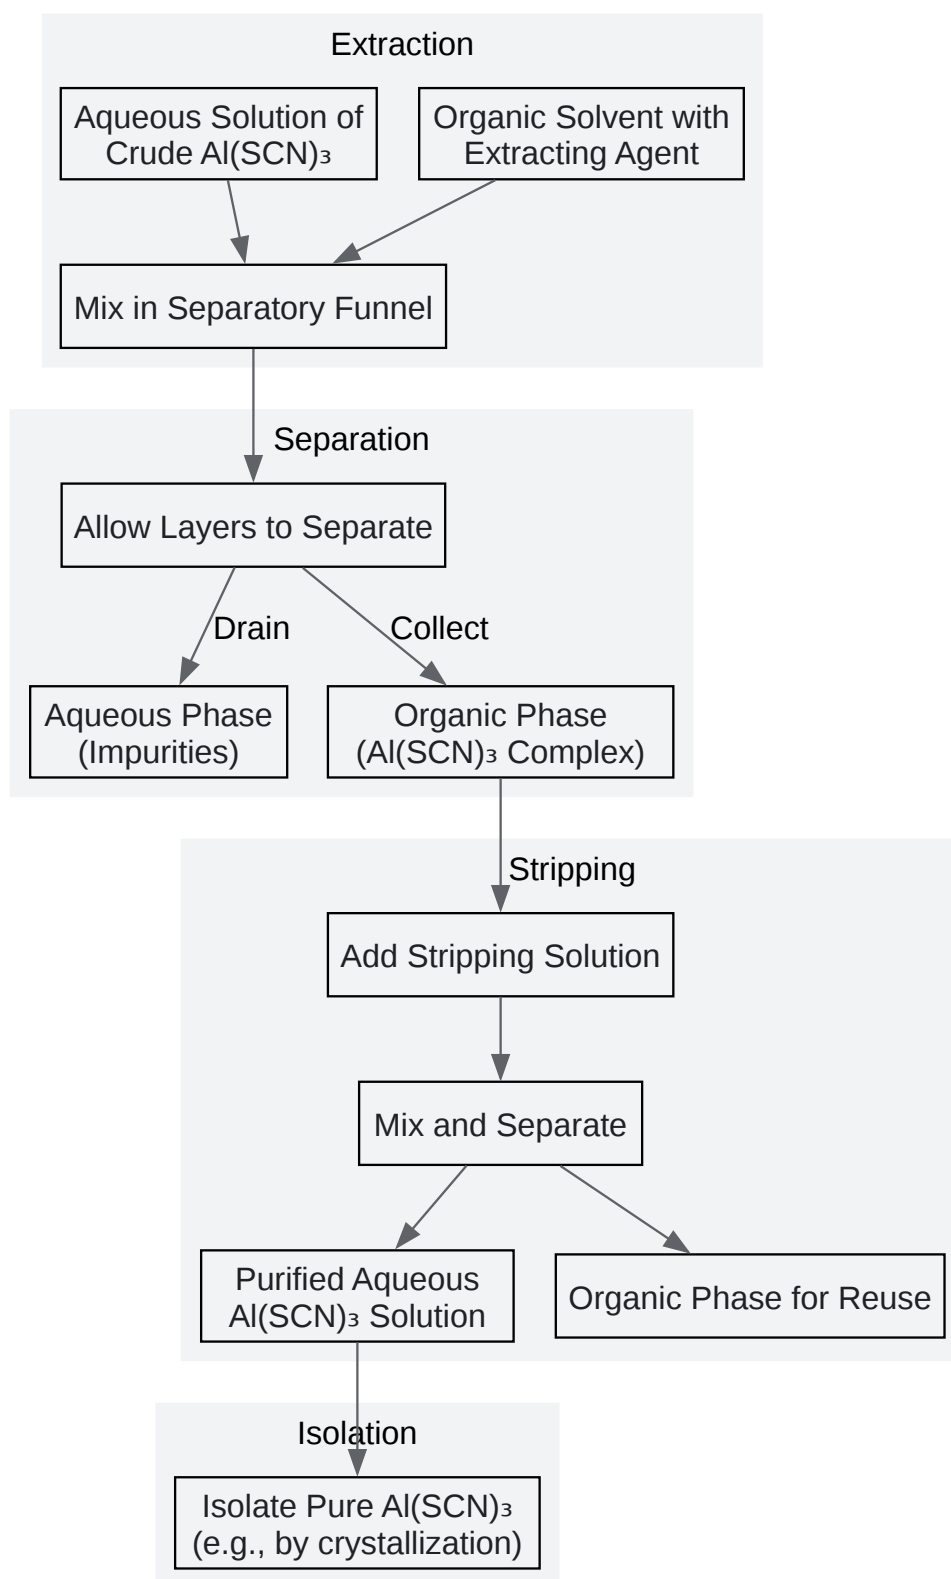 Extraction
Aqueous Solution of
Crude Al(SCN)₃
Organic Solvent with
Extracting Agent
Mix in Separatory Funnel
Separation
Allow Layers to Separate
Drain
Collect
Aqueous Phase
(Impurities)
Organic Phase
(Al(SCN)₃ Complex)
Stripping
Add Stripping Solution
Mix and Separate
Purified Aqueous
Al(SCN)₃ Solution
Organic Phase for Reuse
Isolation
Isolate Pure Al(SCN)₃
(e.g., by crystallization)